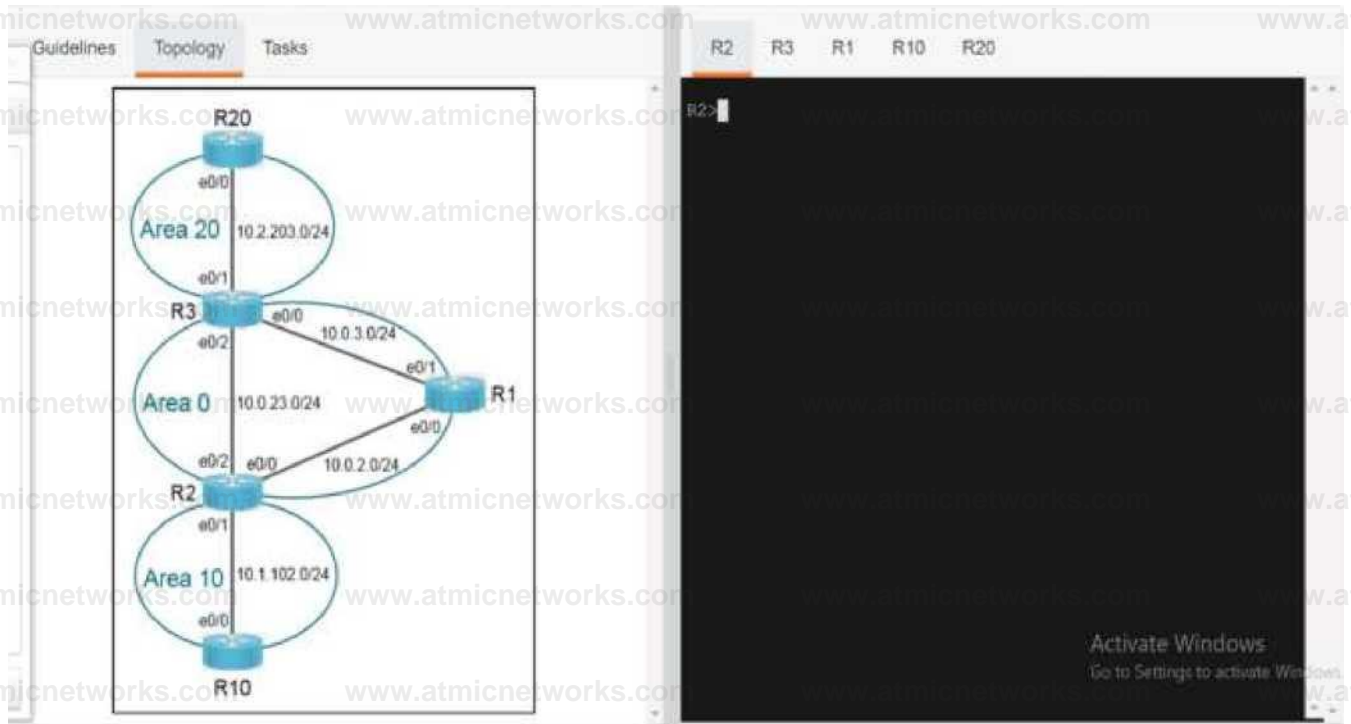 www.atmicnetworks.com www.atmicnetworks.com www.a
Guidelines Topology Tasks
R2 R3 R1 R10 R20
R2>
R20
e0/0
Area 20 10.2.203.0/24
e0/1
R3
e0/0
10.0.3.0/24
e0/2
e0/1
Area 0 10.0.23.0/24
R1
e0/0
e0/2 e0/0 10.0.2.0/24
R2
e0/1
Area 10 10.1.102.0/24
e0/0
R10
Activate Windows
Go to Settings to activate Windows.